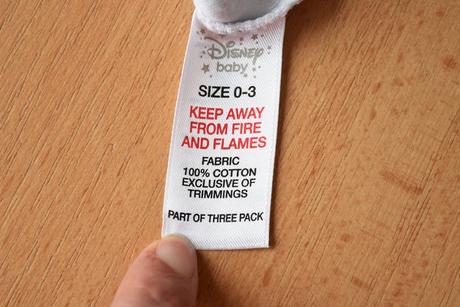 Disney
baby
SIZE 0-3
KEEP AWAY
FROM FIRE
AND FLAMES
FABRIC
100% COTTON
EXCLUSIVE OF
TRIMMINGS
PART OF THREE PACK